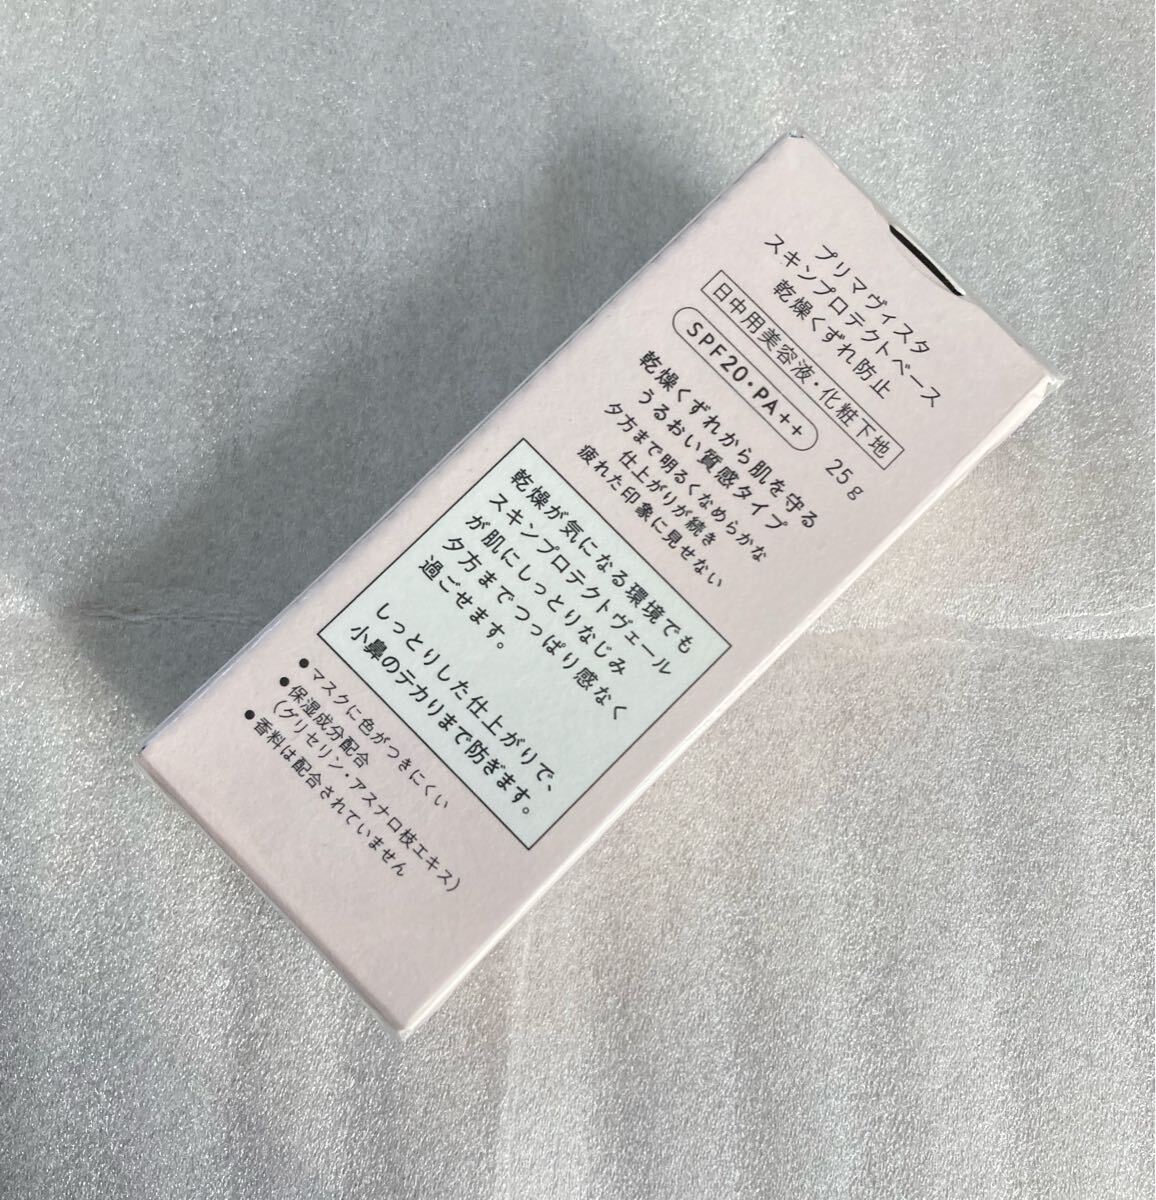 プリマヴィスタ
スキンプロテクトベース
乾燥くずれ防止
日中用美容液・化粧下地
SPF20・PA++
25g
乾燥くずれから肌を守る
うるおい質感タイプ
夕方まで明るくなめらかな
仕上がりが続き
疲れた印象に見せない
乾燥が気になる環境でも
スキンプロテクトヴェール
が肌にしっとりなじみ
夕方までつっぱり感なく
過ごせます。
しっとりした仕上がりで、
小鼻のテカりまで防ぎます。
●マスクに色がつきにくい
●保湿成分配合
(グリセリン・アスナロ枝エキス)
●香料は配合されていません